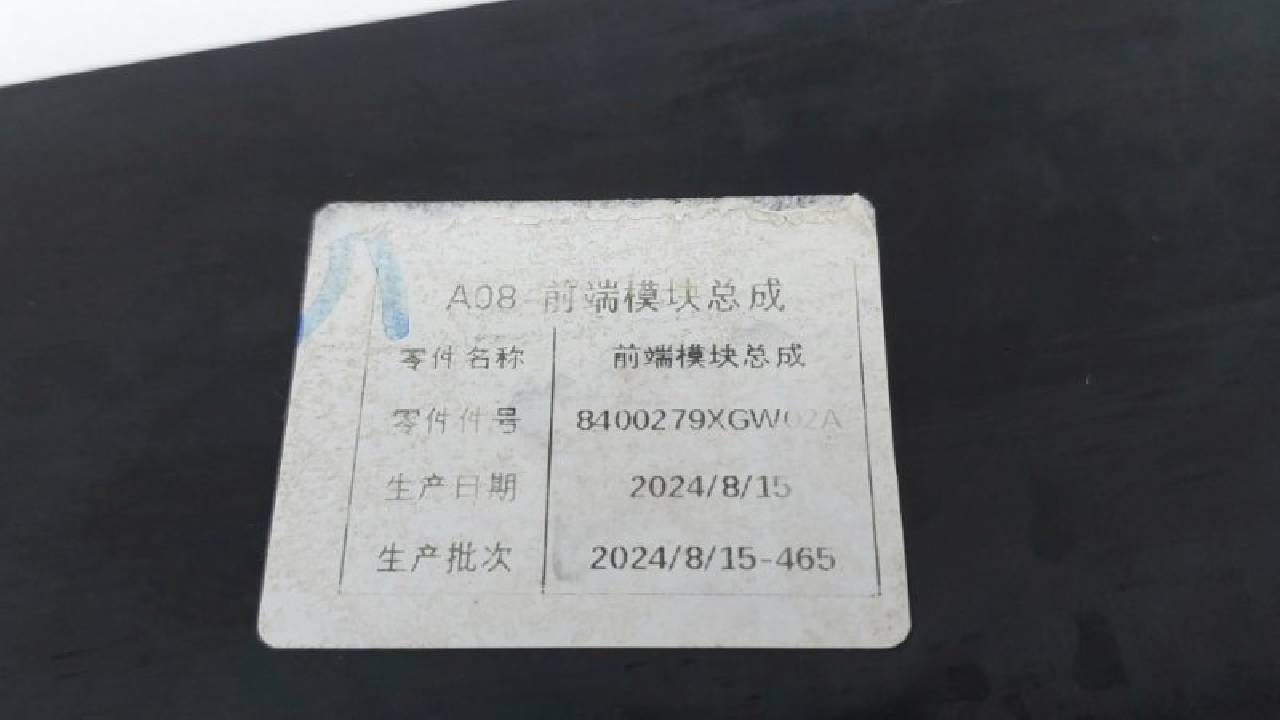 A08-前端模块总成
零件名称 前端模块总成
零件件号 8400279XGW02A
生产日期 2024/8/15
生产批次 2024/8/15-465